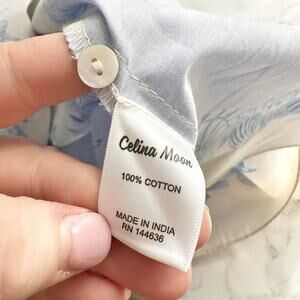 Celina Moon
100% COTTON
MADE IN INDIA
RN 144636